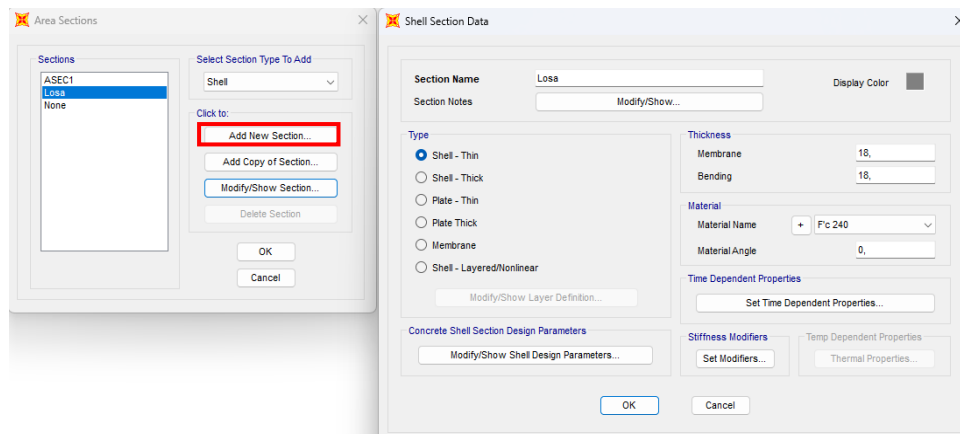 Area Sections
Sections
ASEC1
Losa
None
Select Section Type To Add
Shell
Click to:
Add New Section...
Add Copy of Section...
Modify/Show Section...
Delete Section
OK
Cancel
Shell Section Data
Section Name Losa Display Color
Section Notes Modify/Show...
Type
Shell - Thin
Shell - Thick
Plate - Thin
Plate Thick
Membrane
Shell - Layered/Nonlinear
Modify/Show Layer Definition...
Concrete Shell Section Design Parameters
Modify/Show Shell Design Parameters...
Thickness
Membrane 18,
Bending 18,
Material
Material Name + F'c 240
Material Angle 0,
Time Dependent Properties
Set Time Dependent Properties...
Stiffness Modifiers
Set Modifiers...
Temp Dependent Properties
Thermal Properties...
OK
Cancel